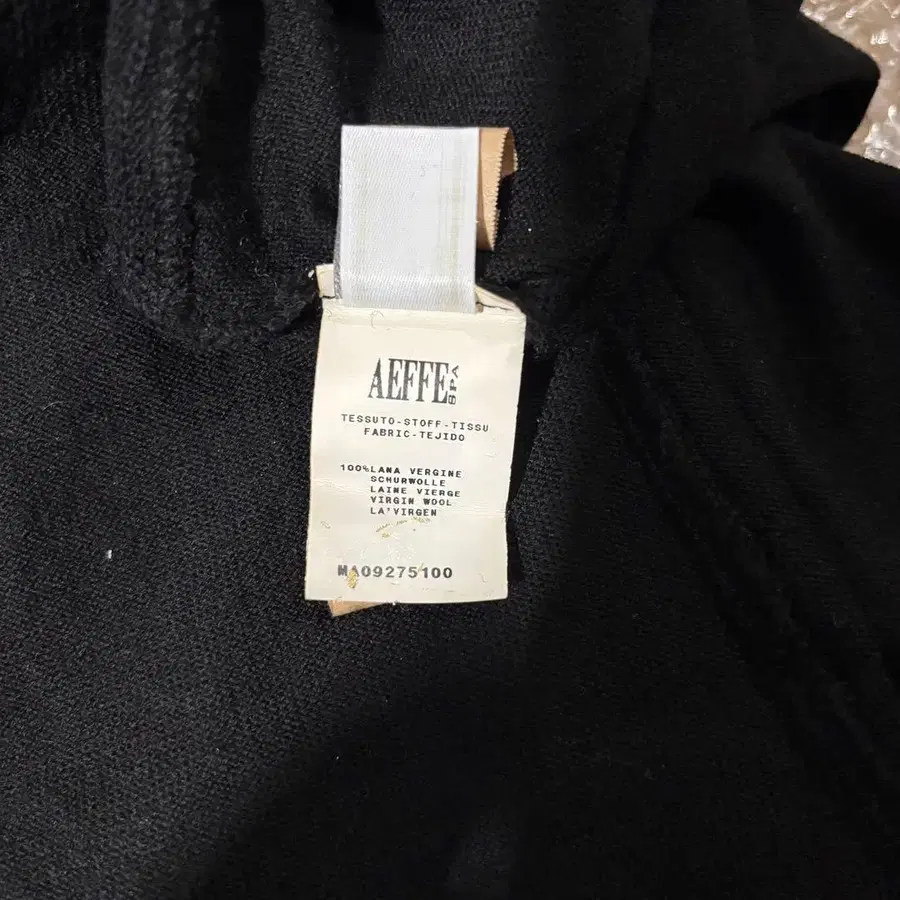 AEFFE SPA
TESSUTO-STOFF-TISSU
FABRIC-TEJIDO
100%LANA VERGINE
SCHURWOLLE
LAINE VIERGE
VIRGIN WOOL
LA'VIRGEN
MA09275100